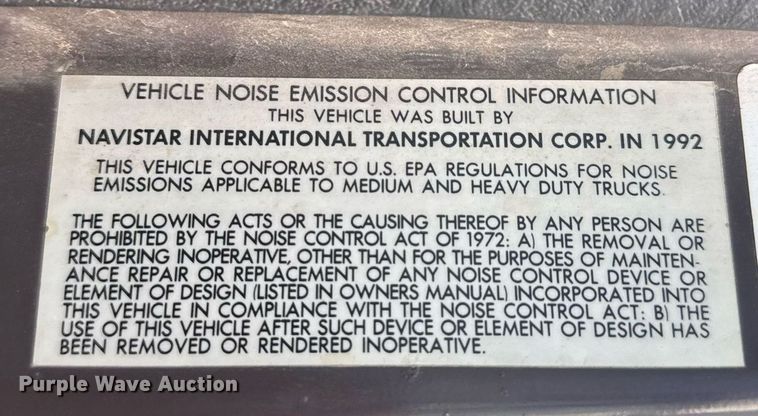 VEHICLE NOISE EMISSION CONTROL INFORMATION
THIS VEHICLE WAS BUILT BY
NAVISTAR INTERNATIONAL TRANSPORTATION CORP. IN 1992
THIS VEHICLE CONFORMS TO U.S. EPA REGULATIONS FOR NOISE
EMISSIONS APPLICABLE TO MEDIUM AND HEAVY DUTY TRUCKS.
THE FOLLOWING ACTS OR THE CAUSING THEREOF BY ANY PERSON ARE
PROHIBITED BY THE NOISE CONTROL ACT OF 1972: A) THE REMOVAL OR
RENDERING INOPERATIVE, OTHER THAN FOR THE PURPOSES OF MAINTEN-
ANCE REPAIR OR REPLACEMENT OF ANY NOISE CONTROL DEVICE OR
ELEMENT OF DESIGN (LISTED IN OWNERS MANUAL) INCORPORATED INTO
THIS VEHICLE IN COMPLIANCE WITH THE NOISE CONTROL ACT: B) THE
USE OF THIS VEHICLE AFTER SUCH DEVICE OR ELEMENT OF DESIGN HAS
BEEN REMOVED OR RENDERED INOPERATIVE.
Purple Wave Auction